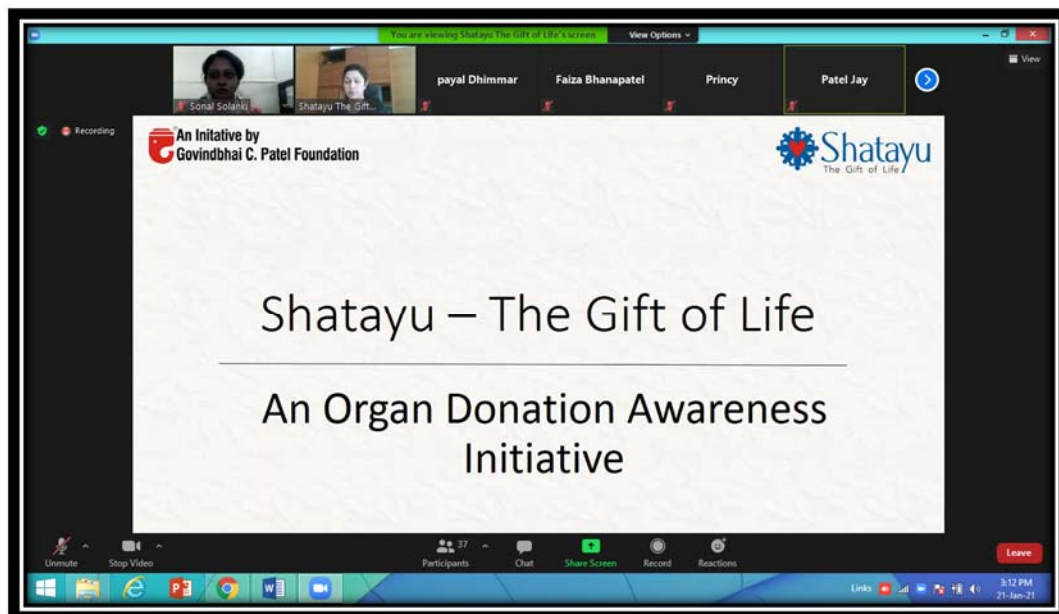 You are viewing Shatayu The Gift of Life's screen
View Options
View
Sonal Solanki
Shatayu The Gift...
payal Dhimmar
Faiza Bhanapatel
Princy
Patel Jay
Recording
An Initative by
Govindbhai C. Patel Foundation
Shatayu
The Gift of Life
Shatayu – The Gift of Life
An Organ Donation Awareness
Initiative
Unmute
Stop Video
Participants
37
Chat
Share Screen
Record
Reactions
Leave
Links
3:12 PM
21-Jan-21